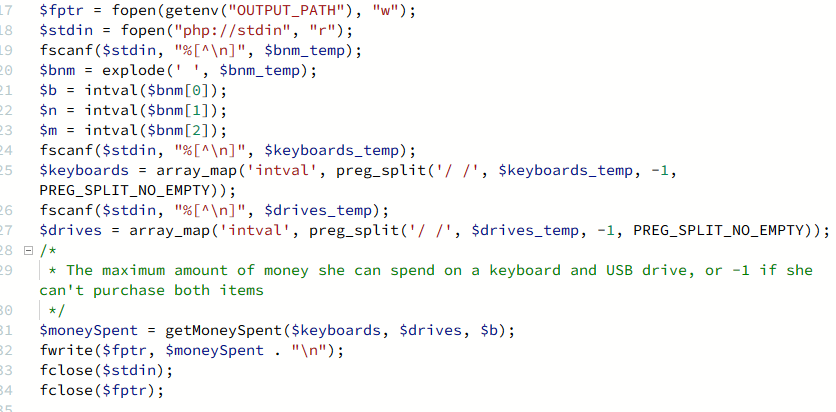 17 $fptr = fopen(getenv("OUTPUT_PATH"), "w");
18 $stdin = fopen("php://stdin", "r");
19 fscanf($stdin, "%[^\n]", $bnm_temp);
20 $bnm = explode(' ', $bnm_temp);
21 $b = intval($bnm[0]);
22 $n = intval($bnm[1]);
23 $m = intval($bnm[2]);
24 fscanf($stdin, "%[^\n]", $keyboards_temp);
25 $keyboards = array_map('intval', preg_split('/ /', $keyboards_temp, -1,
PREG_SPLIT_NO_EMPTY));
26 fscanf($stdin, "%[^\n]", $drives_temp);
27 $drives = array_map('intval', preg_split('/ /', $drives_temp, -1, PREG_SPLIT_NO_EMPTY));
28 /*
29 * The maximum amount of money she can spend on a keyboard and USB drive, or -1 if she
can't purchase both items
30 */
31 $moneySpent = getMoneySpent($keyboards, $drives, $b);
32 fwrite($fptr, $moneySpent . "\n");
33 fclose($stdin);
34 fclose($fptr);
35